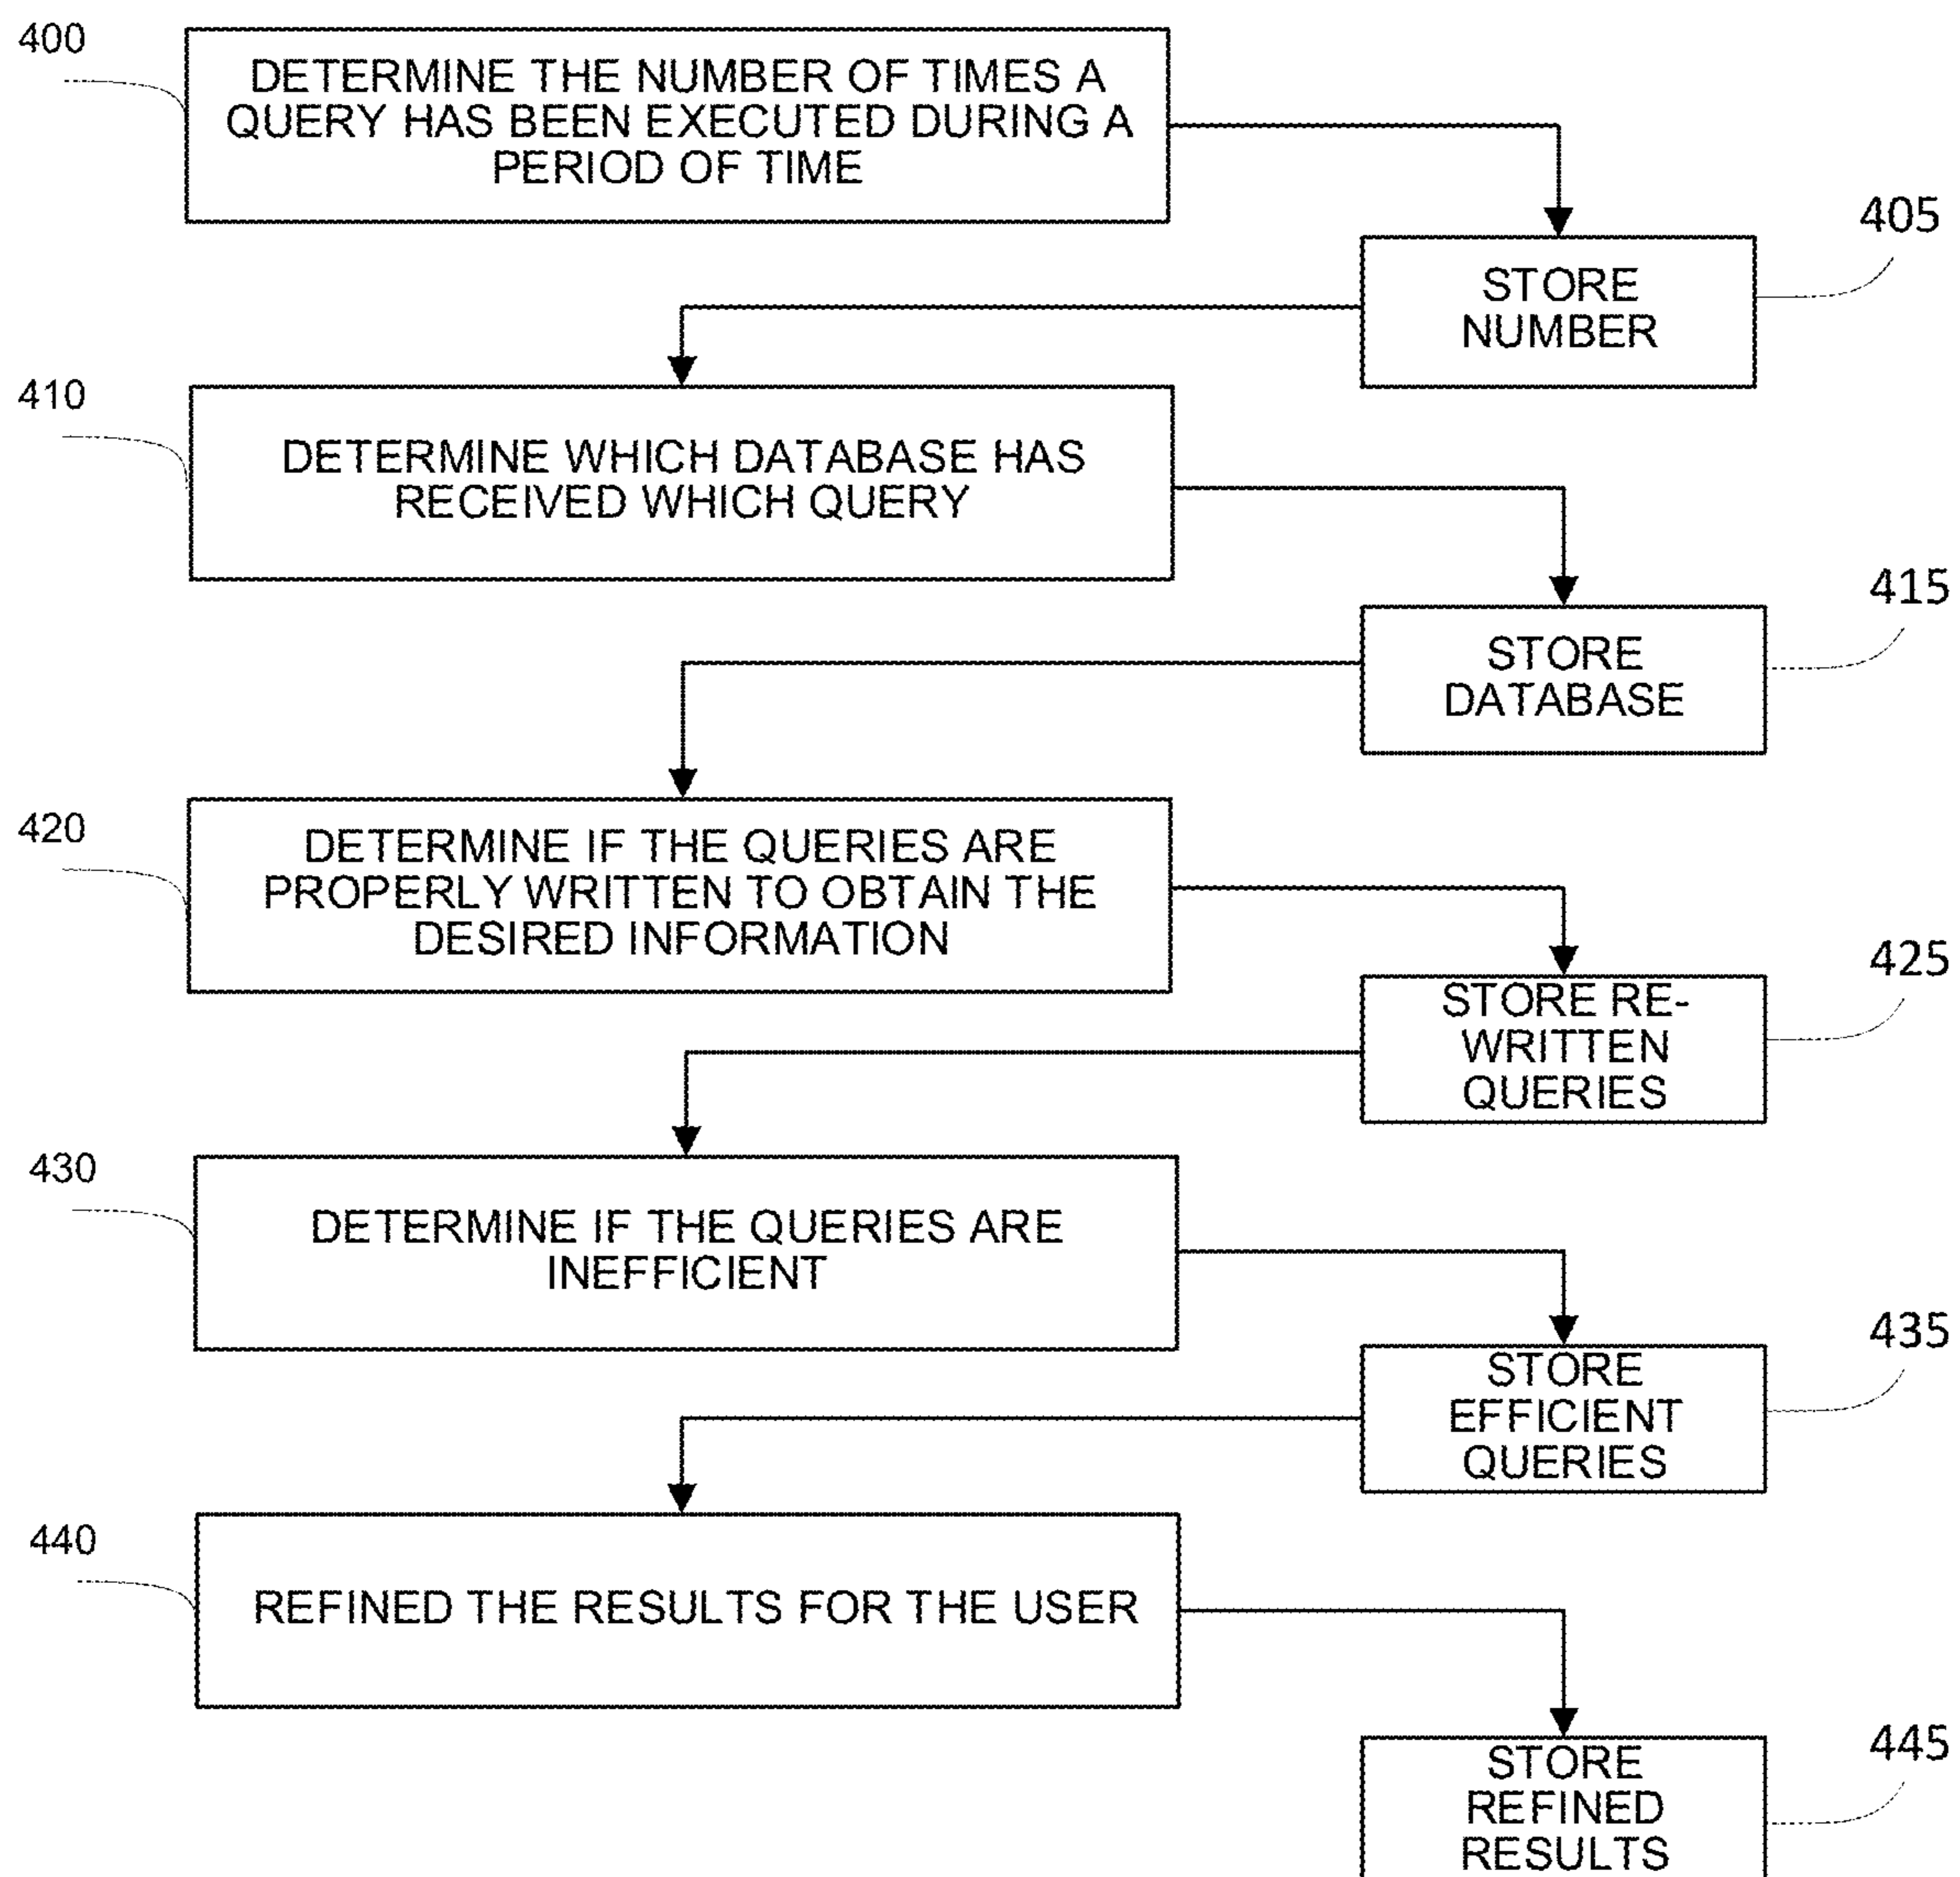 400
DETERMINE THE NUMBER OF TIMES A
QUERY HAS BEEN EXECUTED DURING A
PERIOD OF TIME
405
STORE
NUMBER
410
DETERMINE WHICH DATABASE HAS
RECEIVED WHICH QUERY
415
STORE
DATABASE
420
DETERMINE IF THE QUERIES ARE
PROPERLY WRITTEN TO OBTAIN THE
DESIRED INFORMATION
425
STORE RE-
WRITTEN
QUERIES
430
DETERMINE IF THE QUERIES ARE
INEFFICIENT
435
STORE
EFFICIENT
QUERIES
440
REFINED THE RESULTS FOR THE USER
445
STORE
REFINED
RESULTS